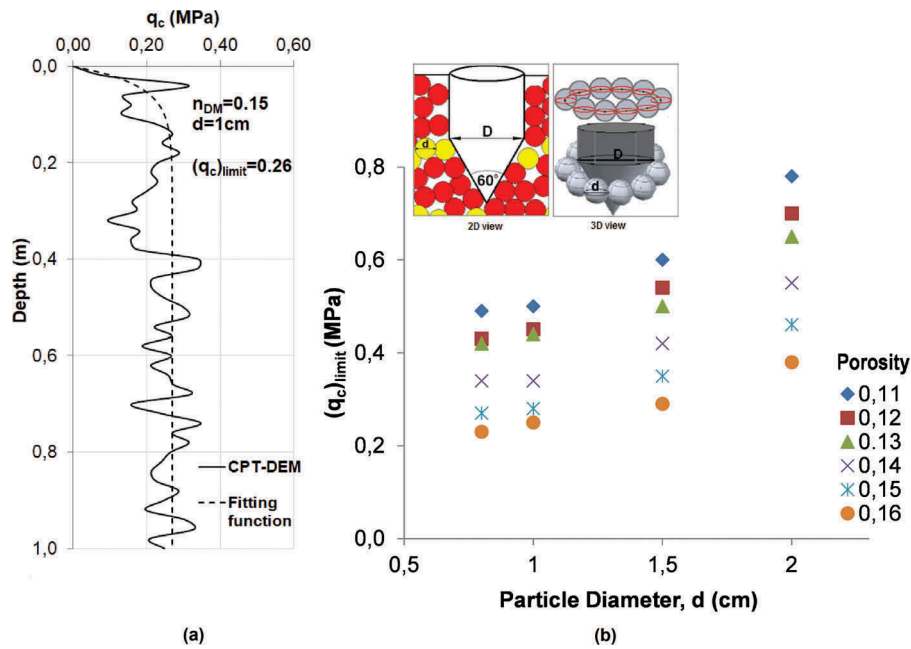 (a)
q_c (MPa)
0,00 0,20 0,40 0,60
0,0
0,2
0,4
0,6
0,8
1,0
Depth (m)
n_DM=0.15
d=1cm
(q_c)_limit=0.26
CPT-DEM
Fitting
function
(a)
D
d
60°
2D view
D
d
3D view
0,8
0,6
0,4
0,2
0,0
(q_c)_limit (MPa)
0,5 1 1,5 2
Particle Diameter, d (cm)
Porosity
0,11
0,12
0.13
0,14
0,15
0,16
(b)